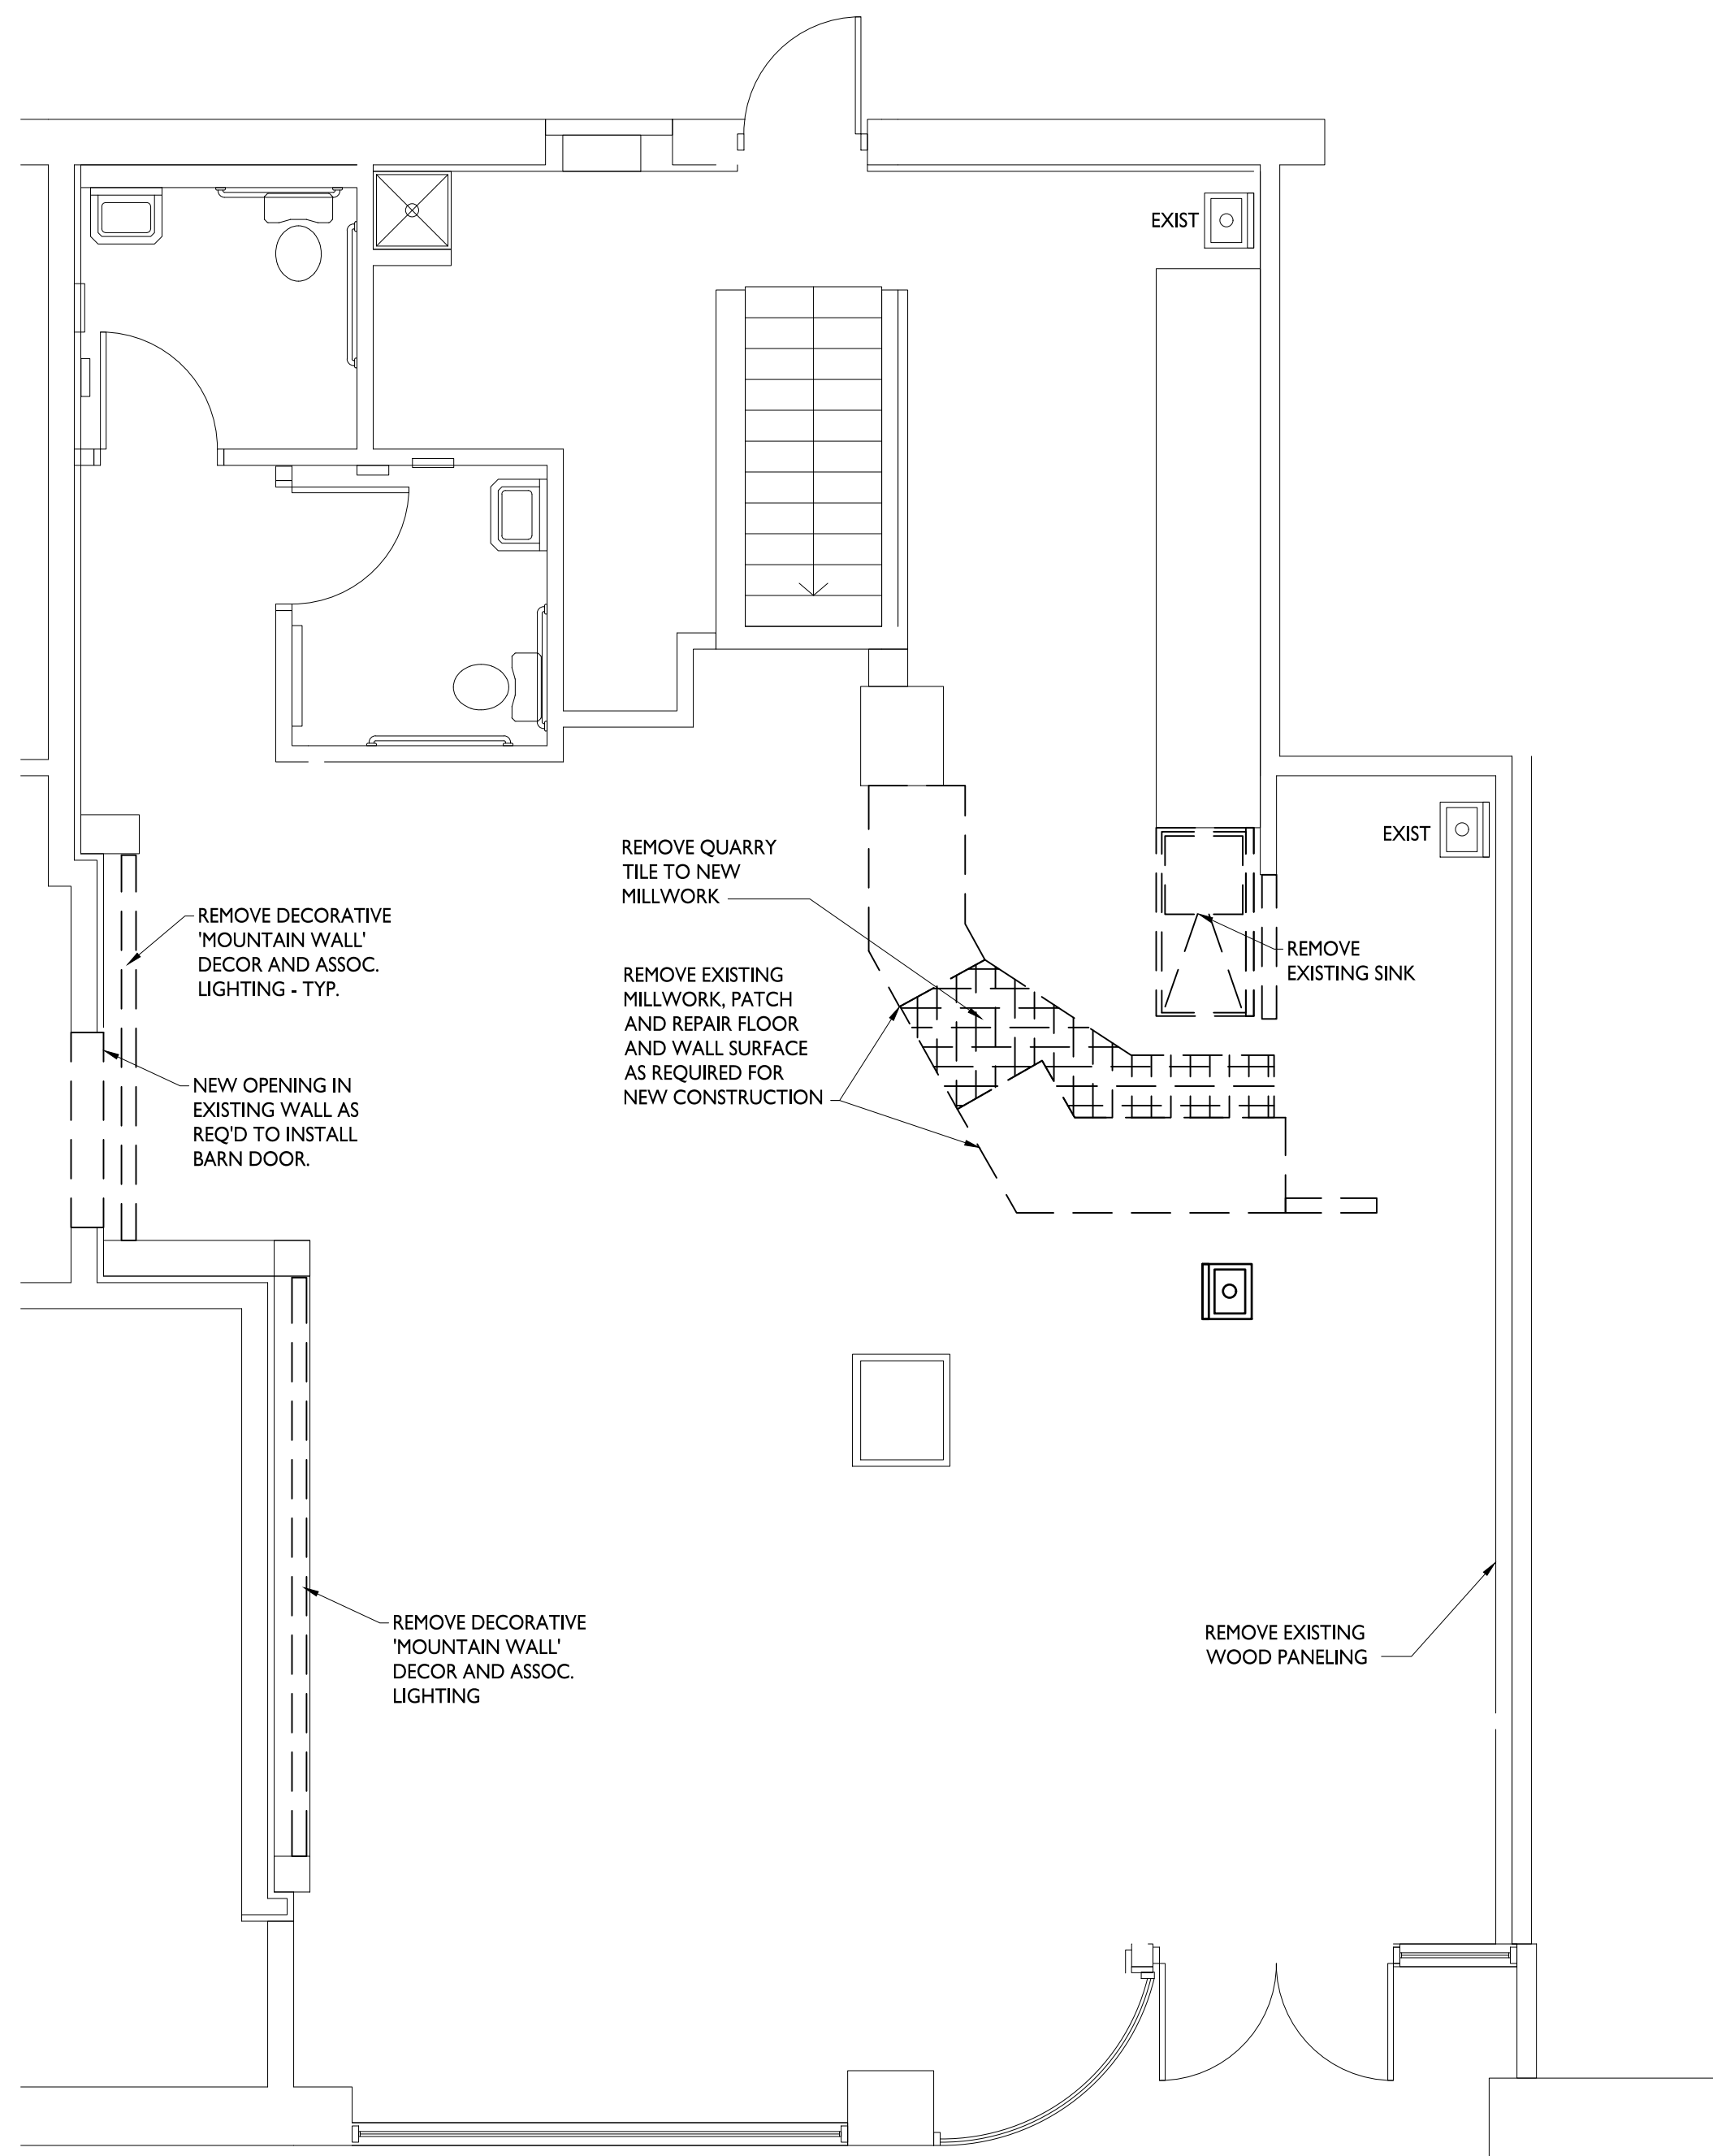 EXIST
REMOVE QUARRY
TILE TO NEW
MILLWORK
EXIST
REMOVE DECORATIVE
'MOUNTAIN WALL'
DECOR AND ASSOC.
LIGHTING - TYP.
REMOVE EXISTING
MILLWORK, PATCH
AND REPAIR FLOOR
AND WALL SURFACE
AS REQUIRED FOR
NEW CONSTRUCTION
REMOVE
EXISTING SINK
NEW OPENING IN
EXISTING WALL AS
REQ'D TO INSTALL
BARN DOOR.
REMOVE DECORATIVE
'MOUNTAIN WALL'
DECOR AND ASSOC.
LIGHTING
REMOVE EXISTING
WOOD PANELING